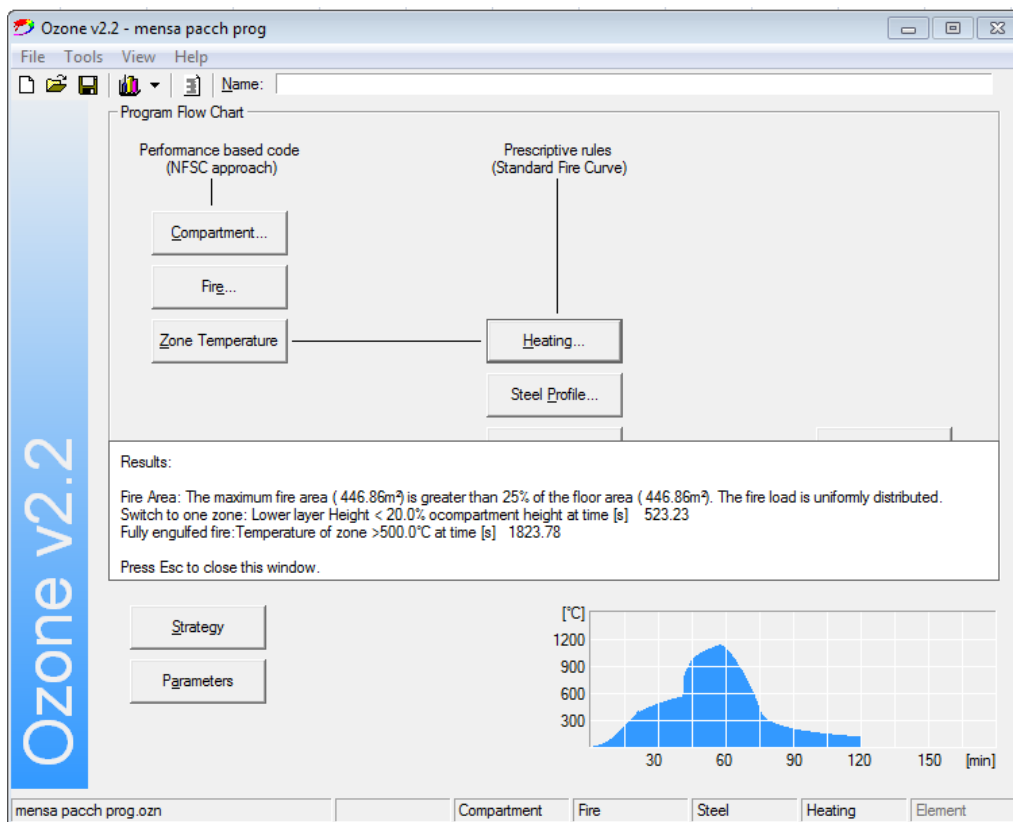 Ozone v2.2 - mensa pacch prog
File Tools View Help
Name:
Program Flow Chart
Performance based code
(NFSC approach)
Prescriptive rules
(Standard Fire Curve)
Compartment...
Fire...
Zone Temperature
Heating...
Steel Profile...
Results:
Fire Area: The maximum fire area ( 446.86m²) is greater than 25% of the floor area ( 446.86m²). The fire load is uniformly distributed.
Switch to one zone: Lower layer Height < 20.0% ocompartment height at time [s] 523.23
Fully engulfed fire:Temperature of zone >500.0°C at time [s] 1823.78
Press Esc to close this window.
Strategy
Parameters
[°C]
1200
900
600
300
30 60 90 120 150 [min]
Ozone v2.2
mensa pacch prog.ozn Compartment Fire Steel Heating Element